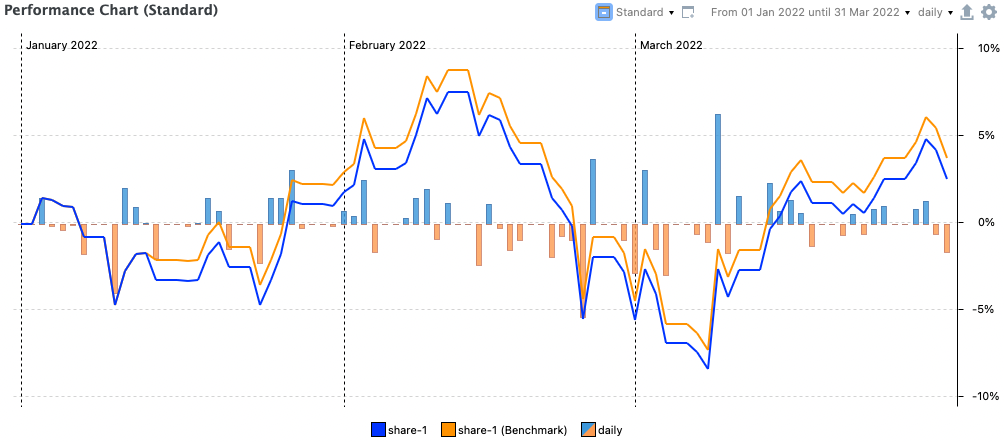 Performance Chart (Standard)
Standard From 01 Jan 2022 until 31 Mar 2022 daily
January 2022 February 2022 March 2022
10%
5%
0%
-5%
-10%
share-1 share-1 (Benchmark) daily